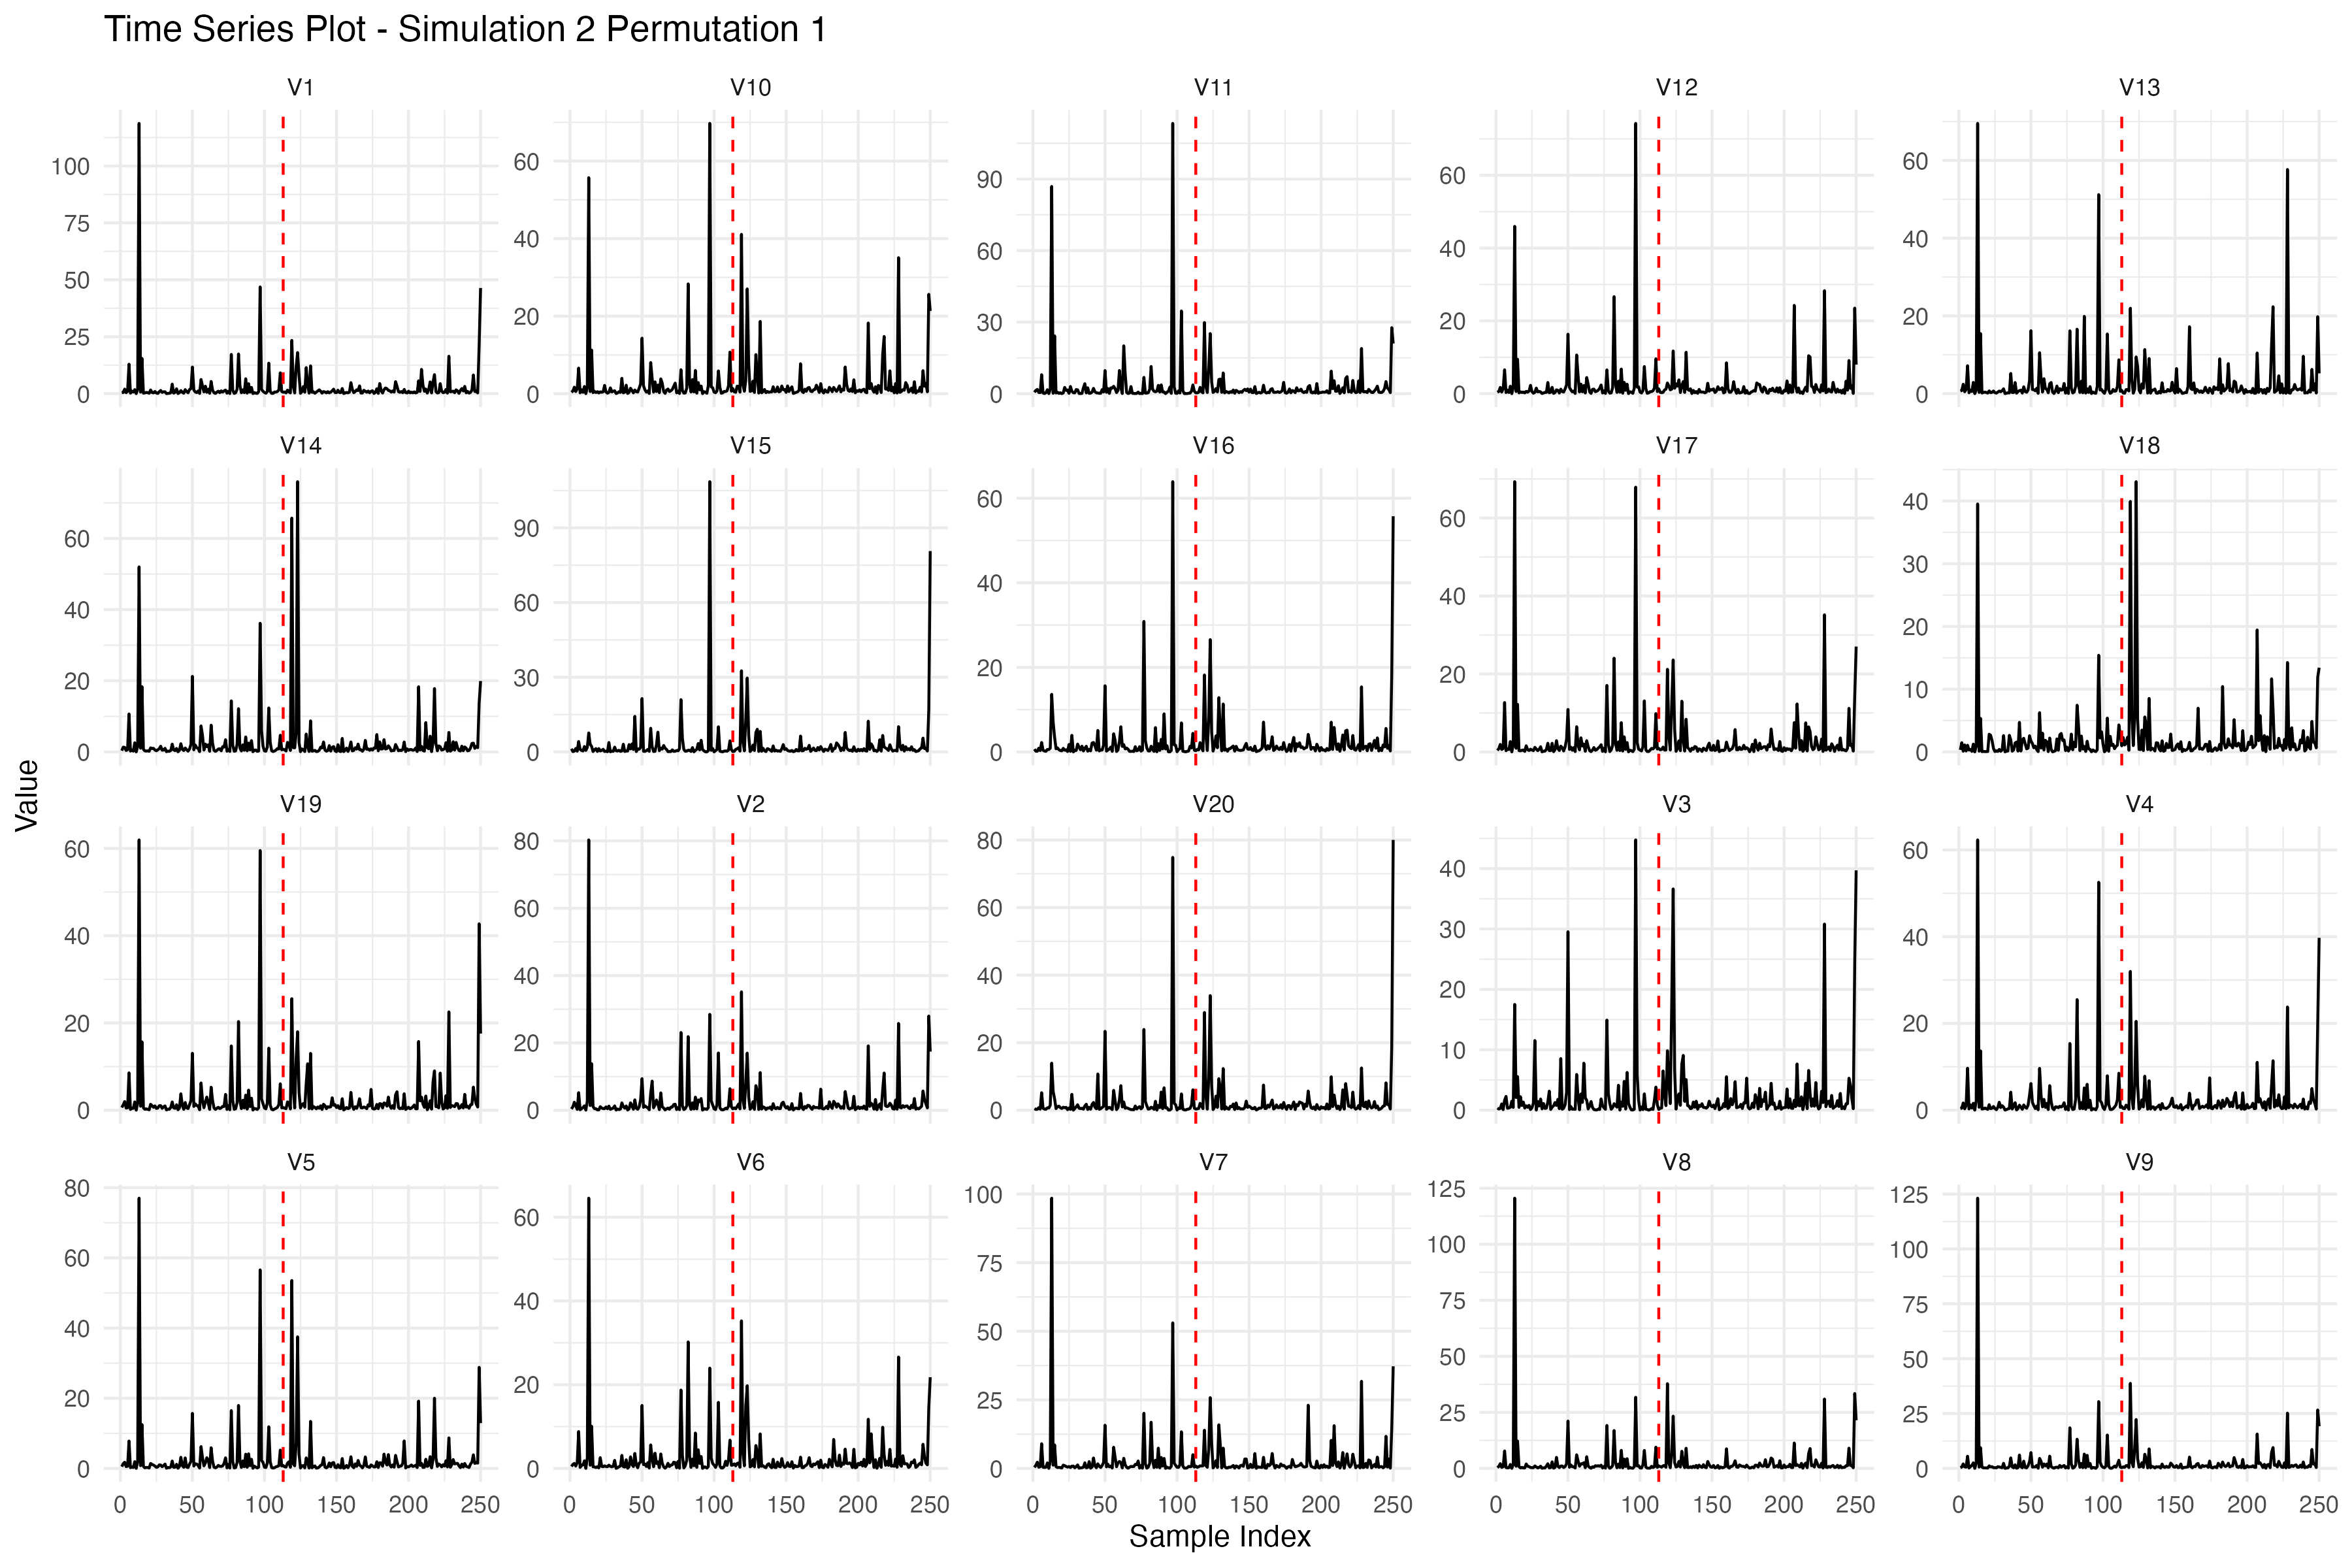 Time Series Plot - Simulation 2 Permutation 1
V1 V10 V11 V12 V13
100 75 50 25 0
60 40 20 0
90 60 30 0
60 40 20 0
60 40 20 0
V14 V15 V16 V17 V18
60 40 20 0
90 60 30 0
60 40 20 0
60 40 20 0
40 30 20 10 0
Value
V19 V2 V20 V3 V4
60 40 20 0
80 60 40 20 0
80 60 40 20 0
40 30 20 10 0
60 40 20 0
V5 V6 V7 V8 V9
80 60 40 20 0
60 40 20 0
100 75 50 25 0
125 100 75 50 25 0
125 100 75 50 25 0
0 50 100 150 200 250 0 50 100 150 200 250 0 50 100 150 200 250 0 50 100 150 200 250 0 50 100 150 200 250
Sample Index